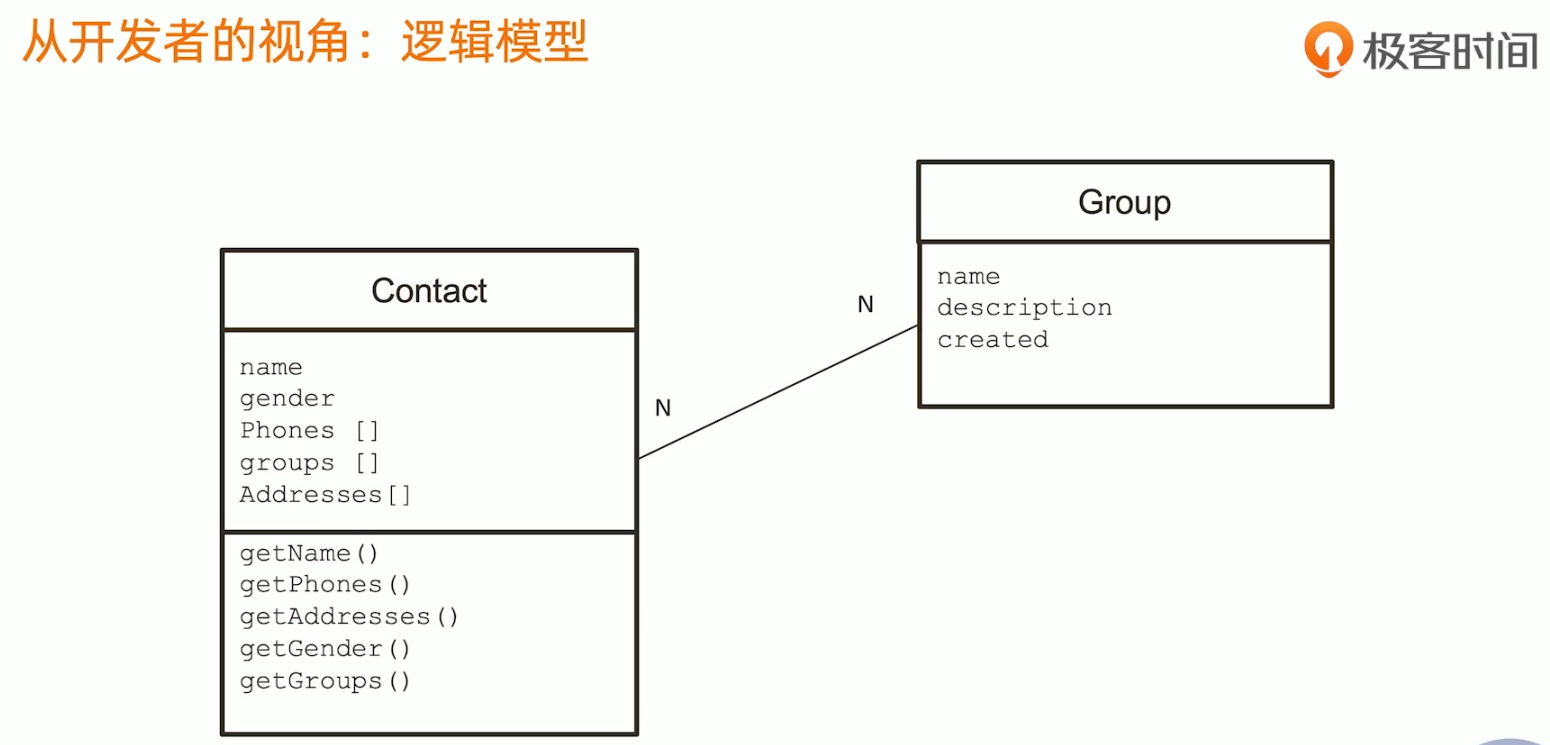 从开发者的视角：逻辑模型
极客时间
Group
name
description
created
N
N
Contact
name
gender
Phones []
groups []
Addresses[]
getName()
getPhones()
getAddresses()
getGender()
getGroups()